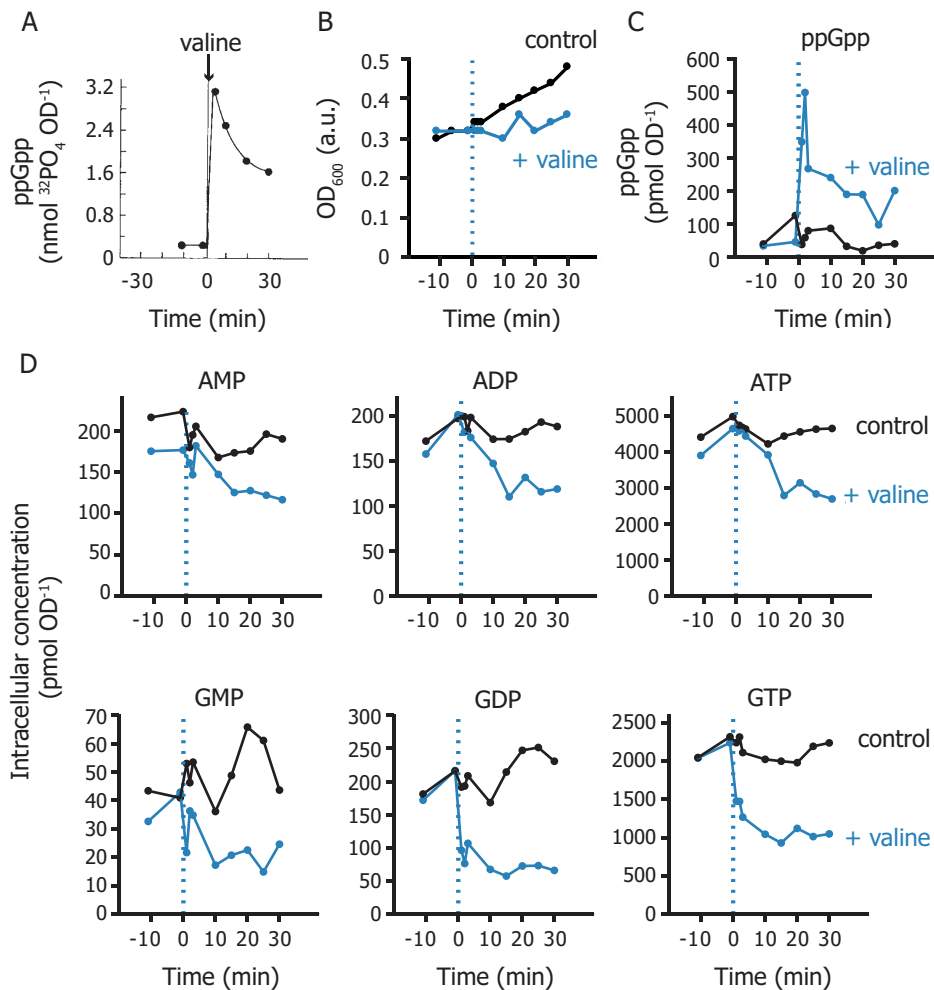 A
valine
ppGpp
(nmol ³²PO₄ OD⁻¹)
3.2
2.4
1.6
0.8
0
-30
0
30
Time (min)
B
control
+ valine
OD₆₀₀ (a.u.)
0.5
0.4
0.3
0.2
0.1
0
-10 0 10 20 30
Time (min)
C
ppGpp
+ valine
ppGpp
(pmol OD⁻¹)
600
500
400
300
200
100
0
-10 0 10 20 30
Time (min)
D
Intracellular concentration
(pmol OD⁻¹)
AMP
200
150
100
50
0
-10 0 10 20 30
ADP
200
150
100
50
0
-10 0 10 20 30
ATP
control
+ valine
5000
4000
3000
2000
1000
0
-10 0 10 20 30
GMP
70
60
50
40
30
20
10
0
-10 0 10 20 30
Time (min)
GDP
300
250
200
150
100
50
0
-10 0 10 20 30
Time (min)
GTP
control
+ valine
2500
2000
1500
1000
500
0
-10 0 10 20 30
Time (min)